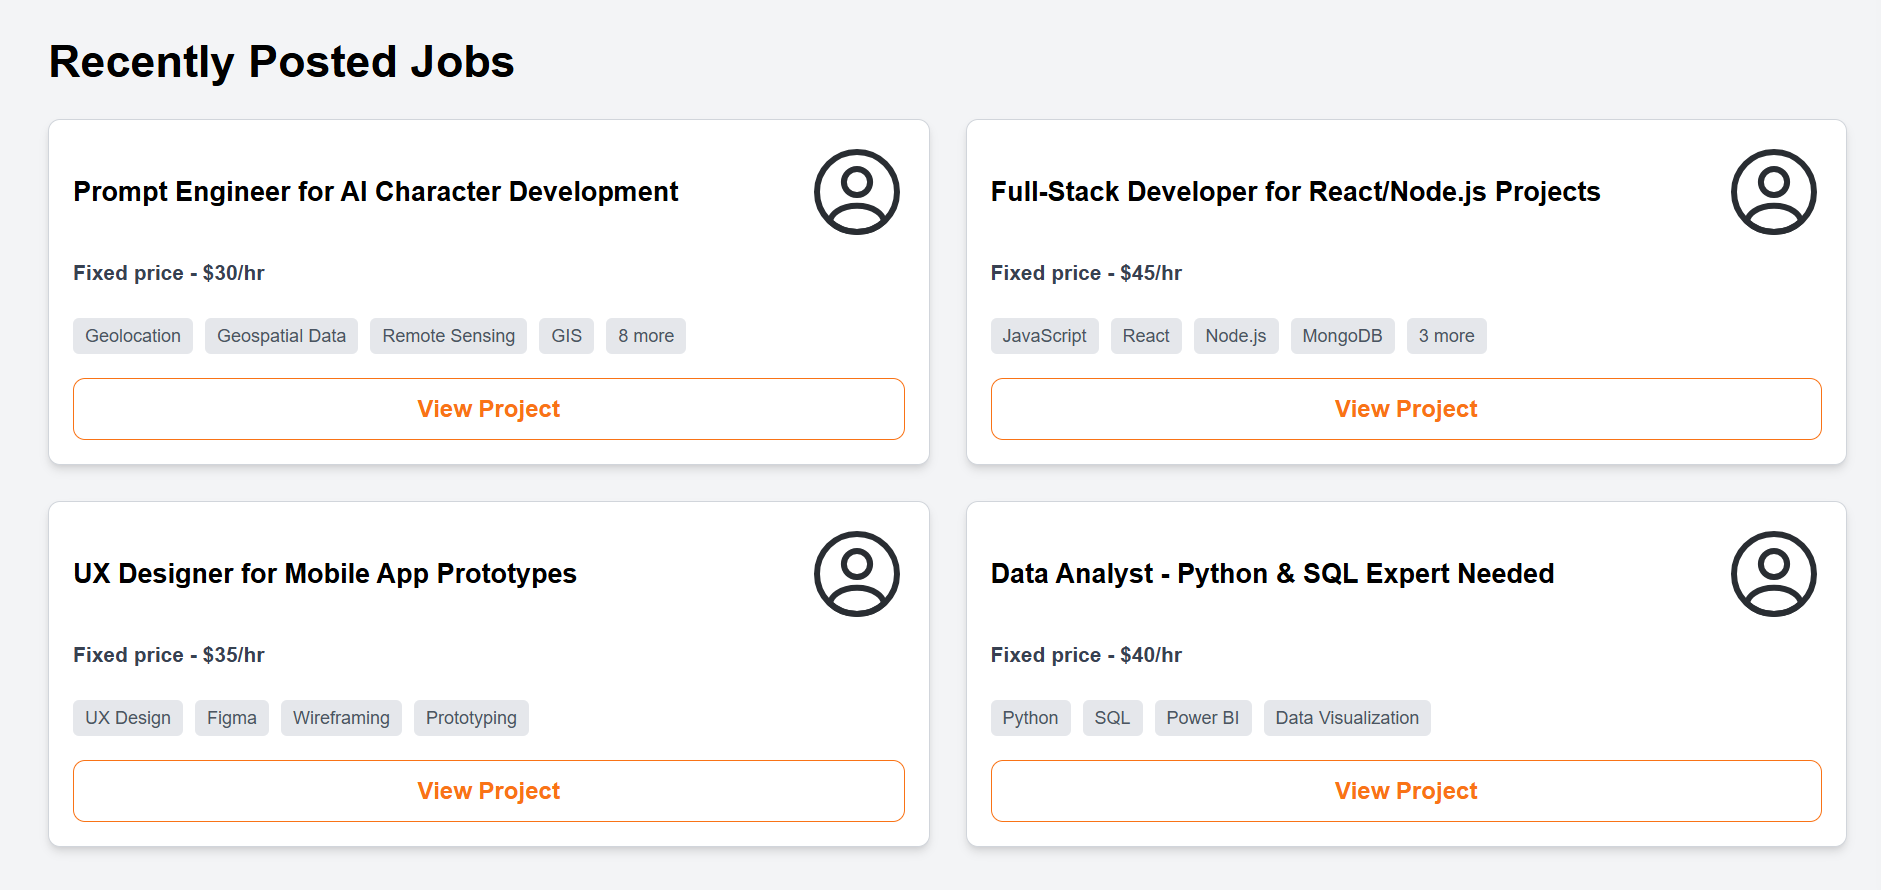 Recently Posted Jobs
Prompt Engineer for AI Character Development
Fixed price - $30/hr
Geolocation Geospatial Data Remote Sensing GIS 8 more
View Project
Full-Stack Developer for React/Node.js Projects
Fixed price - $45/hr
JavaScript React Node.js MongoDB 3 more
View Project
UX Designer for Mobile App Prototypes
Fixed price - $35/hr
UX Design Figma Wireframing Prototyping
View Project
Data Analyst - Python & SQL Expert Needed
Fixed price - $40/hr
Python SQL Power BI Data Visualization
View Project